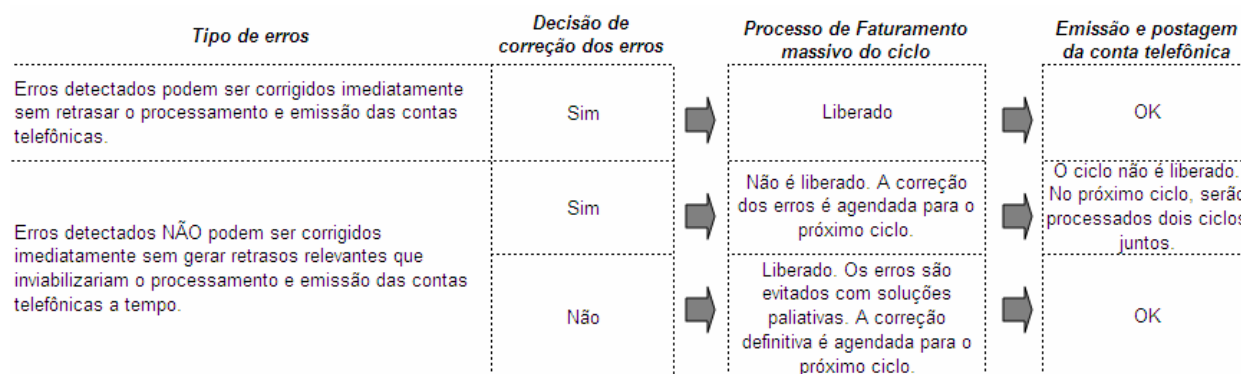 Tipo de erros
Decisão de
correção dos erros
Processo de Faturamento
massivo do ciclo
Emissão e postagem
da conta telefônica
Erros detectados podem ser corrigidos imediatamente
sem retrasar o processamento e emissão das contas
telefônicas.
Sim
Liberado
OK
Erros detectados NÃO podem ser corrigidos
imediatamente sem gerar retrasos relevantes que
inviabilizariam o processamento e emissão das contas
telefônicas a tempo.
Sim
Não é liberado. A correção
dos erros é agendada para o
próximo ciclo.
O ciclo não é liberado.
No próximo ciclo, serão
processados dois ciclos
juntos.
Não
Liberado. Os erros são
evitados com soluções
paliativas. A correção
definitiva é agendada para o
próximo ciclo.
OK